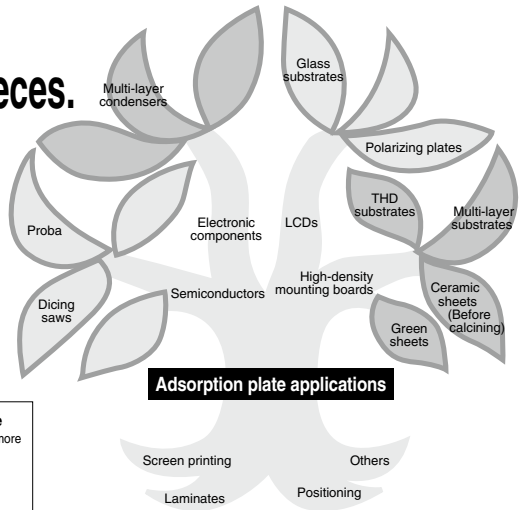 eces.
Multi-layer
condensers
Glass
substrates
Polarizing plates
Proba
Electronic
components
LCDs
THD
substrates
Multi-layer
substrates
Dicing
saws
Semiconductors
High-density
mounting boards
Ceramic
sheets
(Before
calcining)
Green
sheets
Adsorption plate applications
e
more
Screen printing
Others
Laminates
Positioning